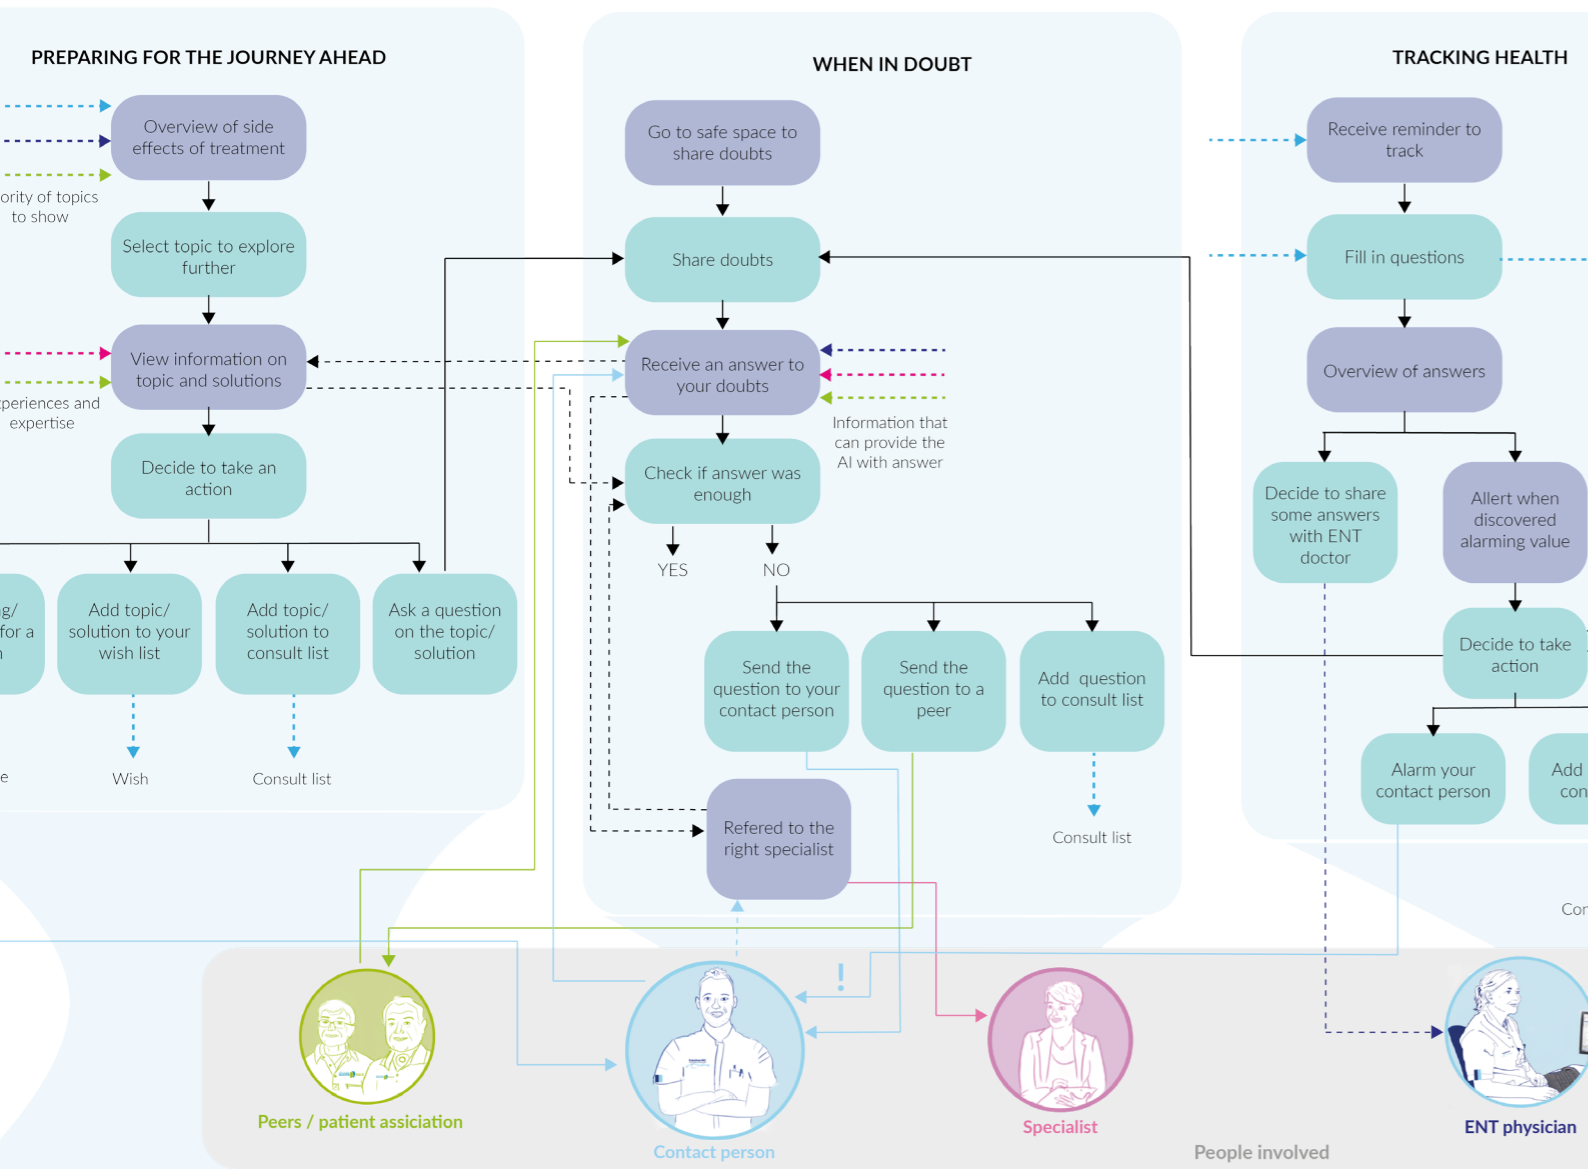 PREPARING FOR THE JOURNEY AHEAD
Overview of side
effects of treatment
of topics
to show
Select topic to explore
further
View information on
topic and solutions
and
expertise
Decide to take an
action
for a
Add topic/
solution to your
wish list
Add topic/
solution to
consult list
Ask a question
on the topic/
solution
Wish
Consult list
WHEN IN DOUBT
Go to safe space to
share doubts
Share doubts
Receive an answer to
your doubts
Information that
can provide the
AI with answer
Check if answer was
enough
YES
NO
Send the
question to your
contact person
Send the
question to a
peer
Add question
to consult list
Refered to the
right specialist
Consult list
TRACKING HEALTH
Receive reminder to
track
Fill in questions
Overview of answers
Decide to share
some answers
with ENT
doctor
Allert when
discovered
alarming value
Decide to take
action
Alarm your
contact person
Add
!
Peers / patient assiciation
Contact person
Specialist
ENT physician
People involved